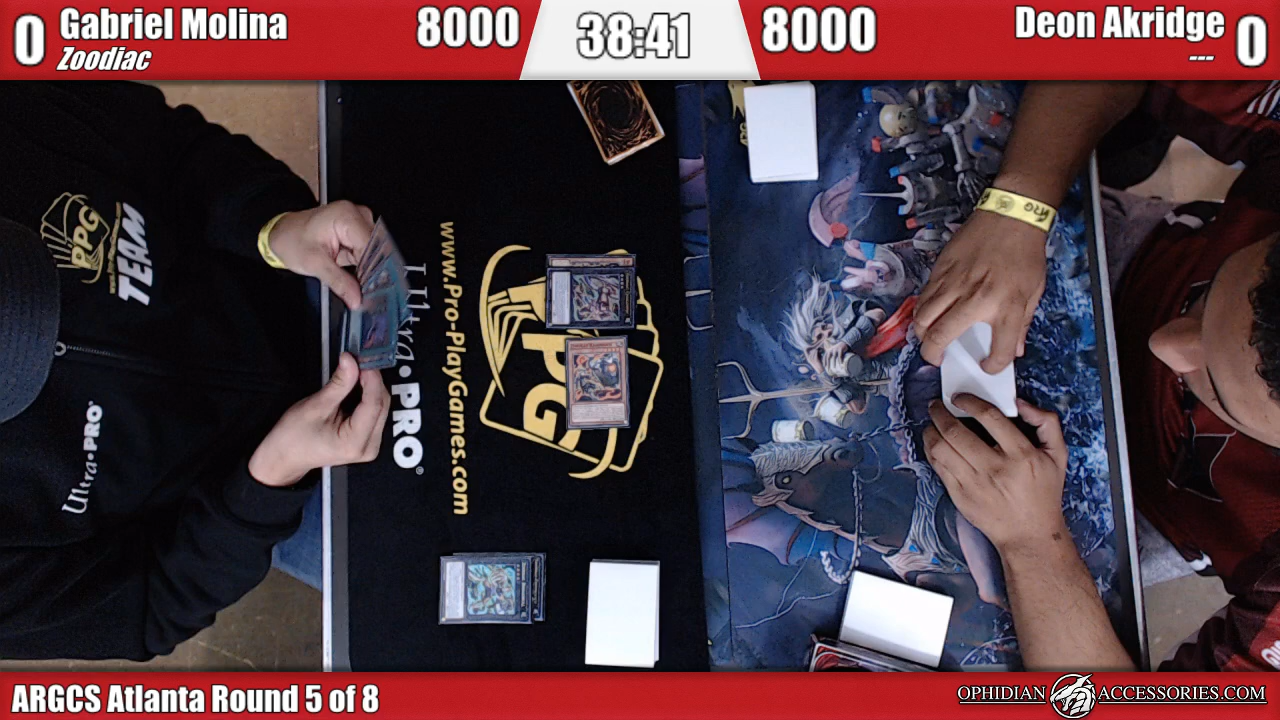 0 Gabriel Molina 8000 38:41 8000 Deon Akridge 0
Zoodiac ---
PPG
TEAM
Ultra·PRO®
Ultra·PRO®
www.Pro-PlayGames.com
PPG
ARGCS Atlanta Round 5 of 8
OPHIDIAN ACCESSORIES.COM